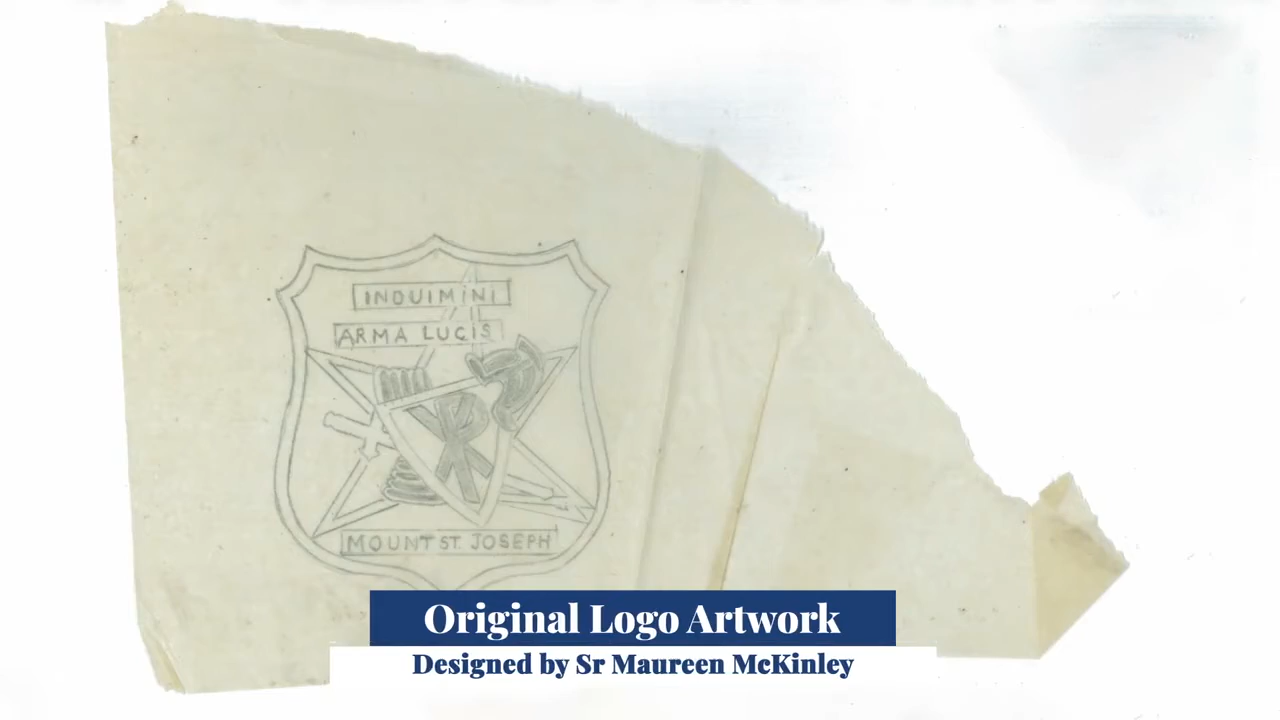 INDUIMINI
ARMA LUCIS
MOUNT ST. JOSEPH
Original Logo Artwork
Designed by Sr Maureen McKinley